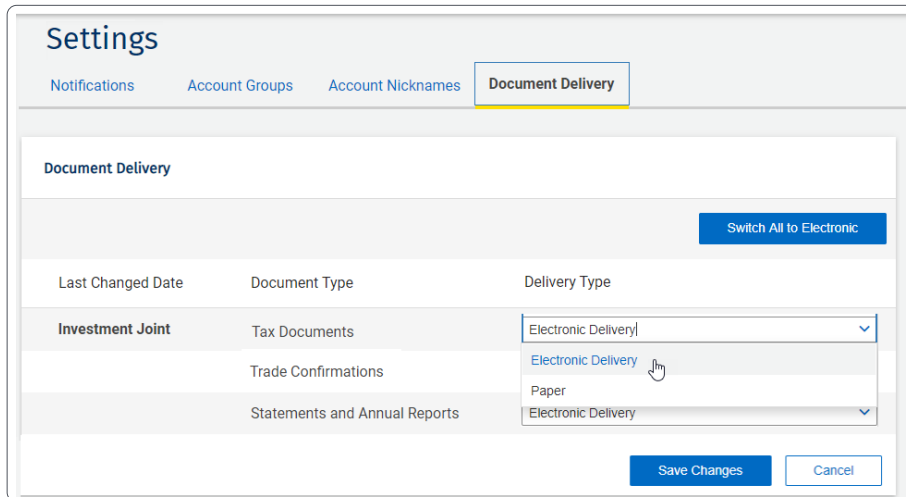 Settings
Notifications Account Groups Account Nicknames Document Delivery
Document Delivery
Switch All to Electronic
Last Changed Date Document Type Delivery Type
Investment Joint Tax Documents Electronic Delivery
Electronic Delivery
Trade Confirmations
Paper
Statements and Annual Reports Electronic Delivery
Save Changes Cancel